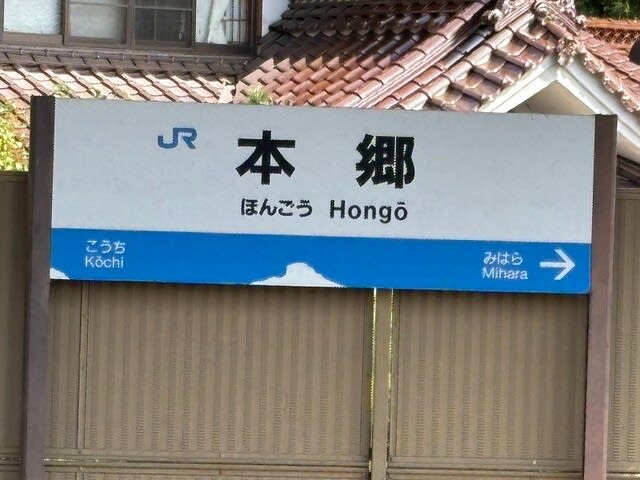 JR 本郷
ほんごう Hongō
こうち
Kōchi
みはら
Mihara